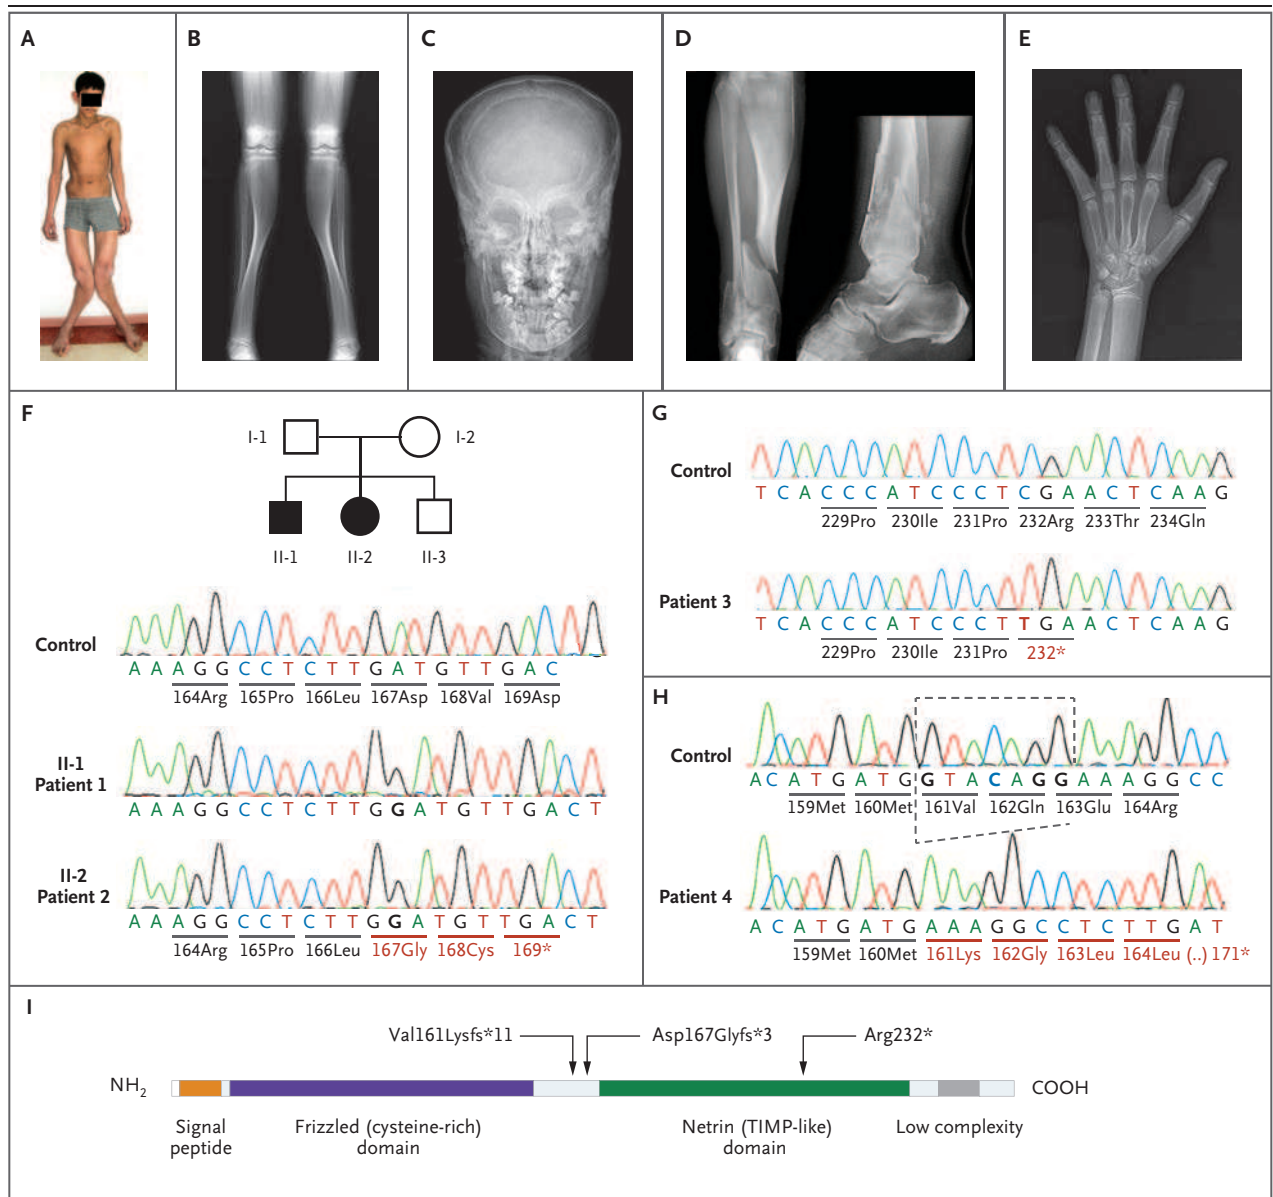 A
B
C
D
E
F
I-1
I-2
II-1
II-2
II-3
Control
A A A G G C C T C T T G A T G T T G A C
164Arg 165Pro 166Leu 167Asp 168Val 169Asp
II-1
Patient 1
A A A G G C C T C T T G G A T G T T G A C T
II-2
Patient 2
A A A G G C C T C T T G G A T G T T G A C T
164Arg 165Pro 166Leu 167Gly 168Cys 169*
G
Control
T C A C C C A T C C C T C G A A C T C A A G
229Pro 230Ile 231Pro 232Arg 233Thr 234Gln
Patient 3
T C A C C C A T C C C T T G A A C T C A A G
229Pro 230Ile 231Pro 232*
H
Control
A C A T G A T G G T A C A G G A A A G G C C
159Met 160Met 161Val 162Gln 163Glu 164Arg
Patient 4
A C A T G A T G A A A G G C C T C T T G A T
159Met 160Met 161Lys 162Gly 163Leu 164Leu (..) 171*
I
Val161Lysfs*11
Asp167Glyfs*3
Arg232*
NH2
COOH
Signal
peptide
Frizzled (cysteine-rich)
domain
Netrin (TIMP-like)
domain
Low complexity